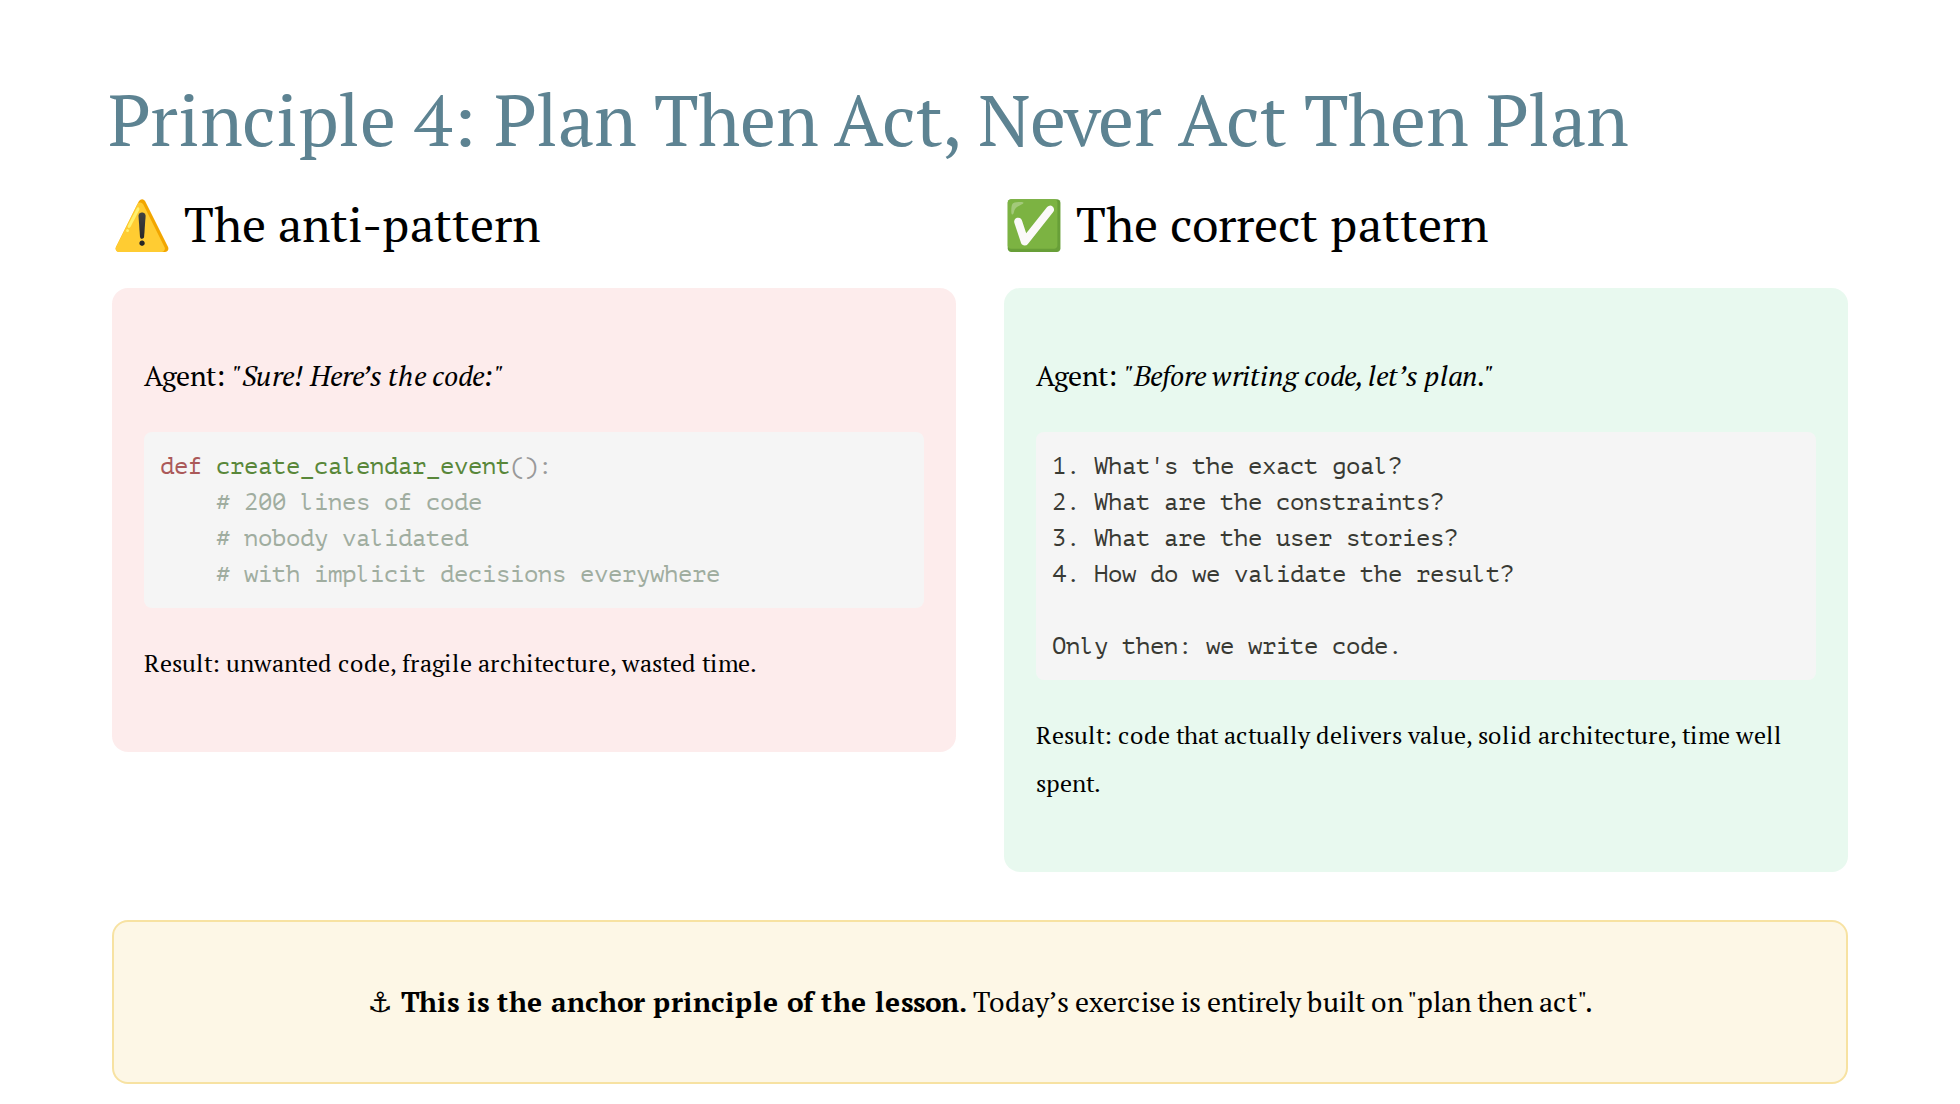 Principle 4: Plan Then Act, Never Act Then Plan
⚠️ The anti-pattern
Agent: "Sure! Here’s the code:"
def create_calendar_event():
    # 200 lines of code
    # nobody validated
    # with implicit decisions everywhere
Result: unwanted code, fragile architecture, wasted time.
✅ The correct pattern
Agent: "Before writing code, let’s plan."
1. What's the exact goal?
2. What are the constraints?
3. What are the user stories?
4. How do we validate the result?
Only then: we write code.
Result: code that actually delivers value, solid architecture, time well
spent.
⚓ This is the anchor principle of the lesson. Today’s exercise is entirely built on "plan then act".